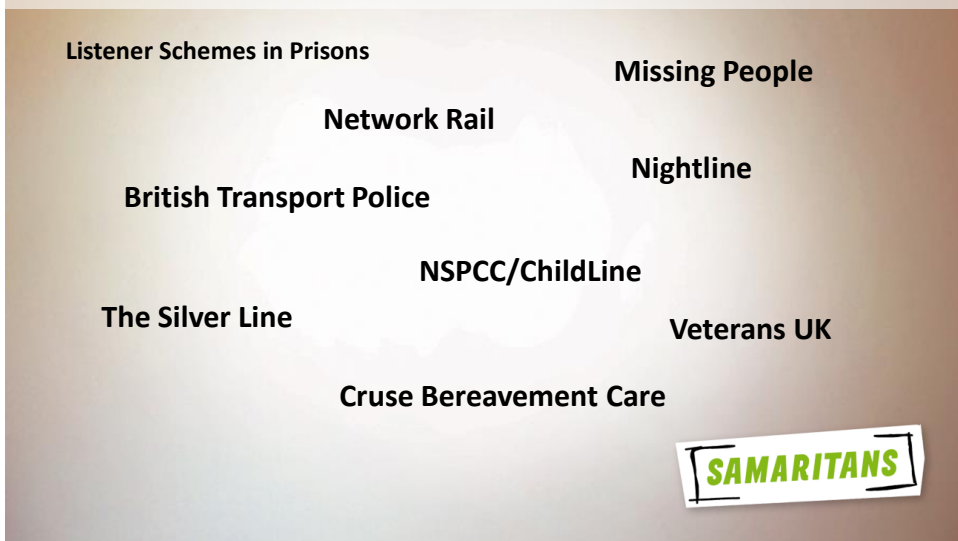 Listener Schemes in Prisons
Missing People
Network Rail
Nightline
British Transport Police
NSPCC/ChildLine
The Silver Line
Veterans UK
Cruse Bereavement Care
SAMARITANS